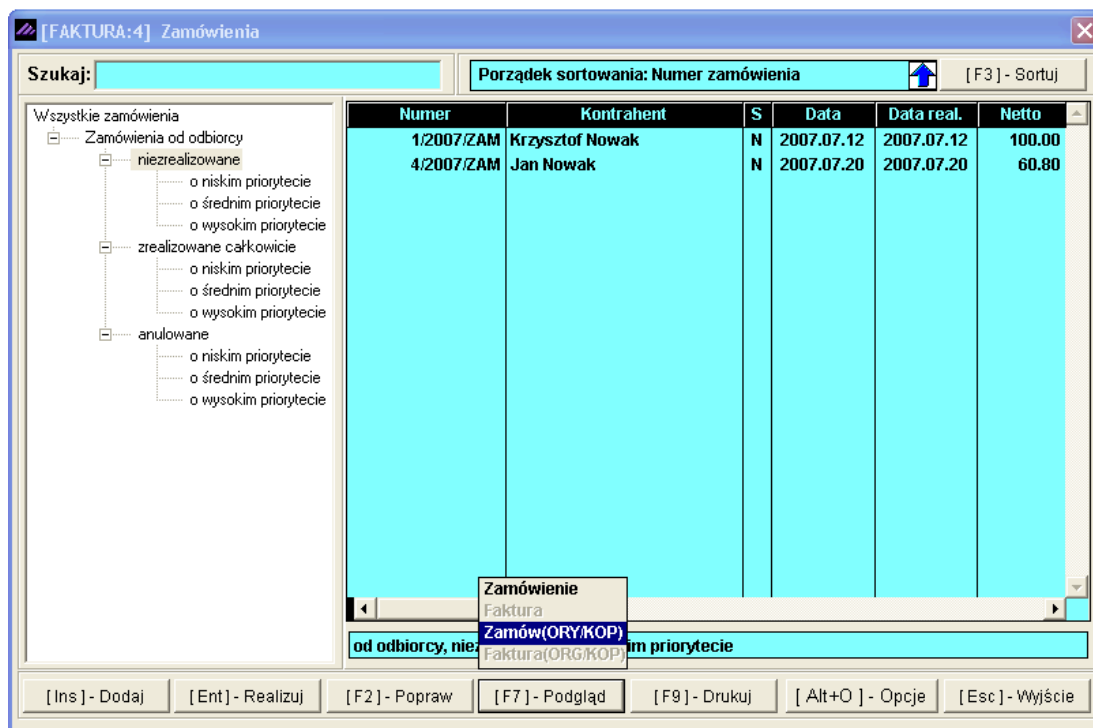 [FAKTURA:4] Zamówienia
Szukaj:
Porządek sortowania: Numer zamówienia
[F3] - Sortuj
Wszystkie zamówienia
Zamówienia od odbiorcy
niezrealizowane
o niskim priorytecie
o średnim priorytecie
o wysokim priorytecie
zrealizowane całkowicie
o niskim priorytecie
o średnim priorytecie
o wysokim priorytecie
anulowane
o niskim priorytecie
o średnim priorytecie
o wysokim priorytecie
Numer Kontrahent S Data Data real. Netto
1/2007/ZAM Krzysztof Nowak N 2007.07.12 2007.07.12 100.00
4/2007/ZAM Jan Nowak N 2007.07.20 2007.07.20 60.80
Zamówienie
Faktura
Zamów(ORY/KOP)
Faktura(ORG/KOP)
od odbiorcy, priorytecie
[Ins] - Dodaj [Ent] - Realizuj [F2] - Popraw [F7] - Podgląd [F9] - Drukuj [Alt+O] - Opcje [Esc] - Wyjście